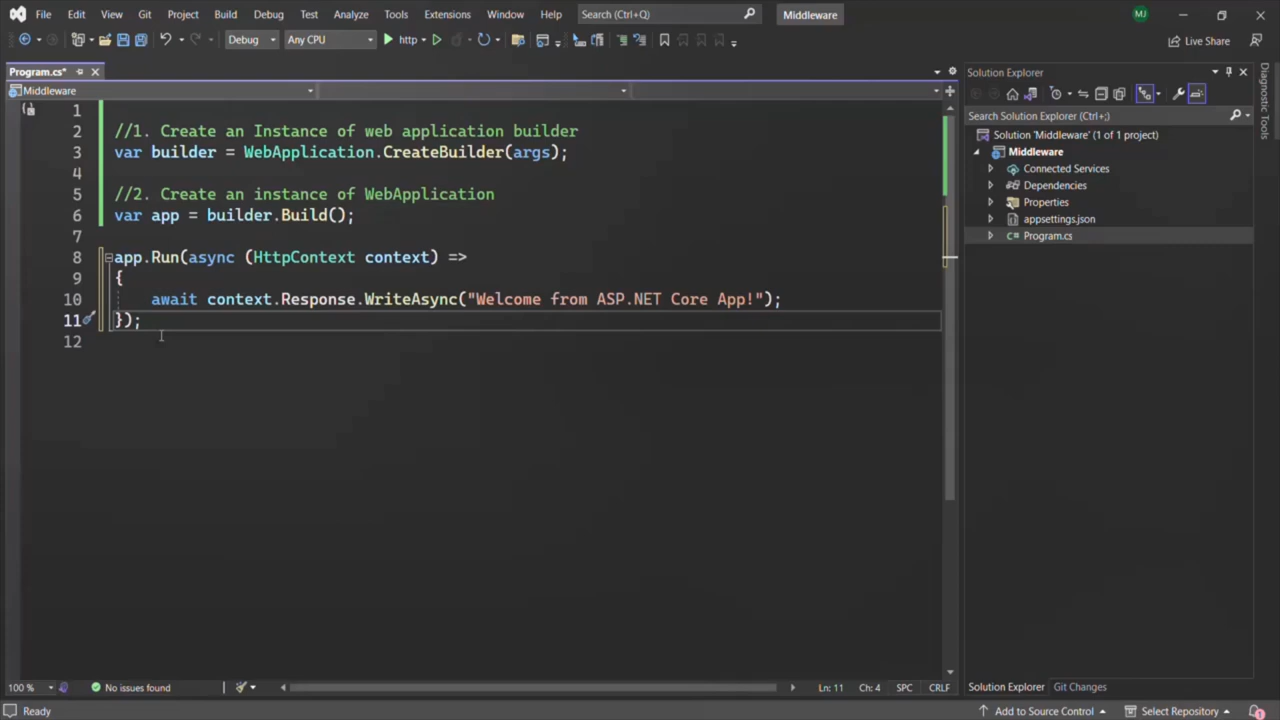 File Edit View Git Project Build Debug Test Analyze Tools Extensions Window Help Search (Ctrl+Q) Middleware MJ
Debug Any CPU http Live Share
Program.cs*
Middleware
1
2 //1. Create an Instance of web application builder
3 var builder = WebApplication.CreateBuilder(args);
4
5 //2. Create an instance of WebApplication
6 var app = builder.Build();
7
8 app.Run(async (HttpContext context) =>
9 {
10 await context.Response.WriteAsync("Welcome from ASP.NET Core App!");
11 });
12
100 % No issues found Ln: 11 Ch: 4 SPC CRLF
Solution Explorer
Search Solution Explorer (Ctrl+;)
Solution 'Middleware' (1 of 1 project)
Middleware
Connected Services
Dependencies
Properties
appsettings.json
C# Program.cs
Solution Explorer Git Changes
Diagnostic Tools
Ready Add to Source Control Select Repository 1